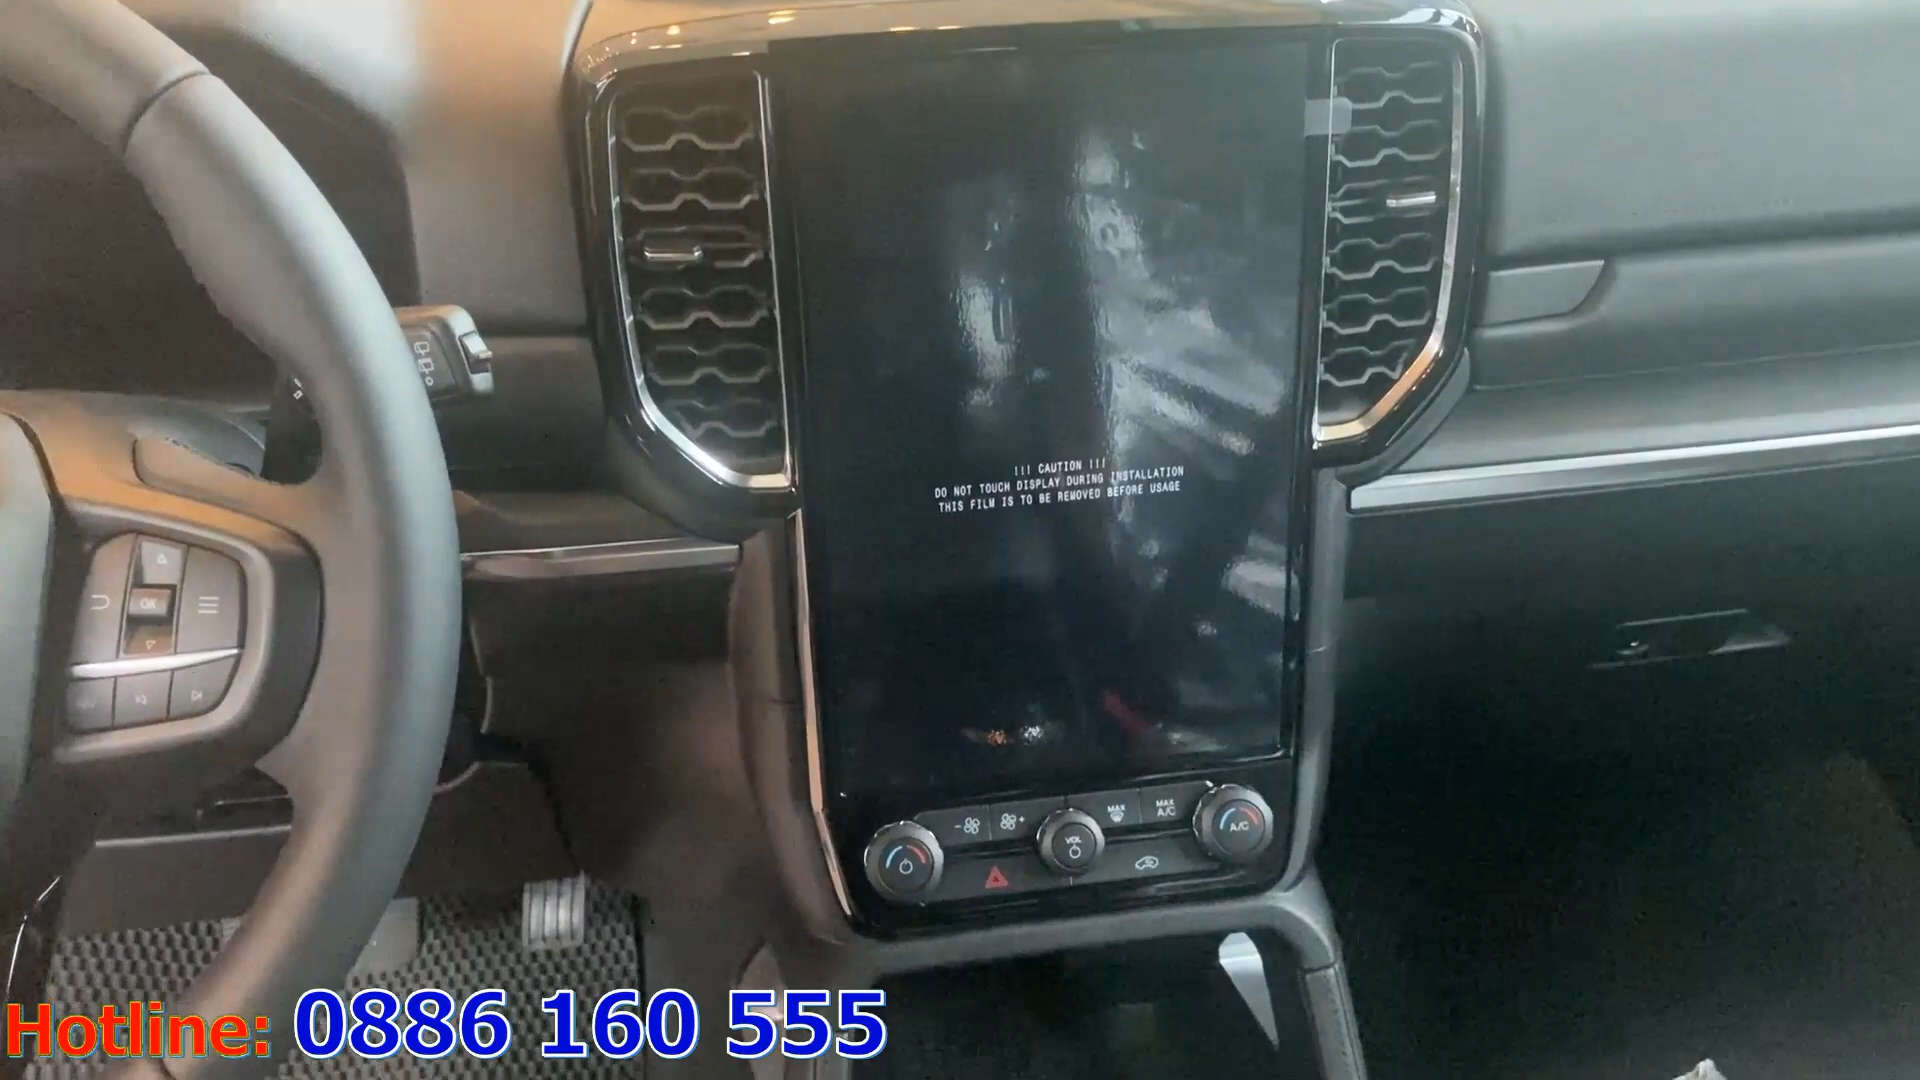 !!! CAUTION !!!
DO NOT TOUCH DISPLAY DURING INSTALLATION
THIS FILM IS TO BE REMOVED BEFORE USAGE
OK
MAX
MAX A/C
VOL
A/C
Hotline: 0886 160 555